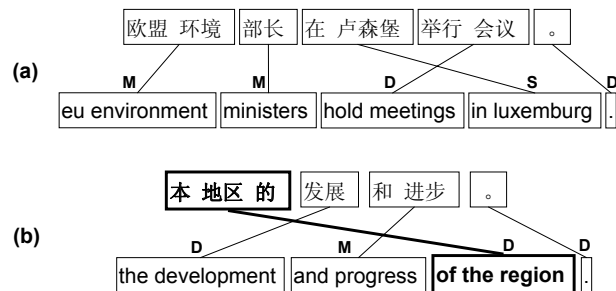 欧盟 环境 部长 在 卢森堡 举行 会议 。
(a)
M M D S D
eu environment ministers hold meetings in luxemburg .
本 地区 的 发展 和 进步 。
(b)
D M D D
the development and progress of the region .